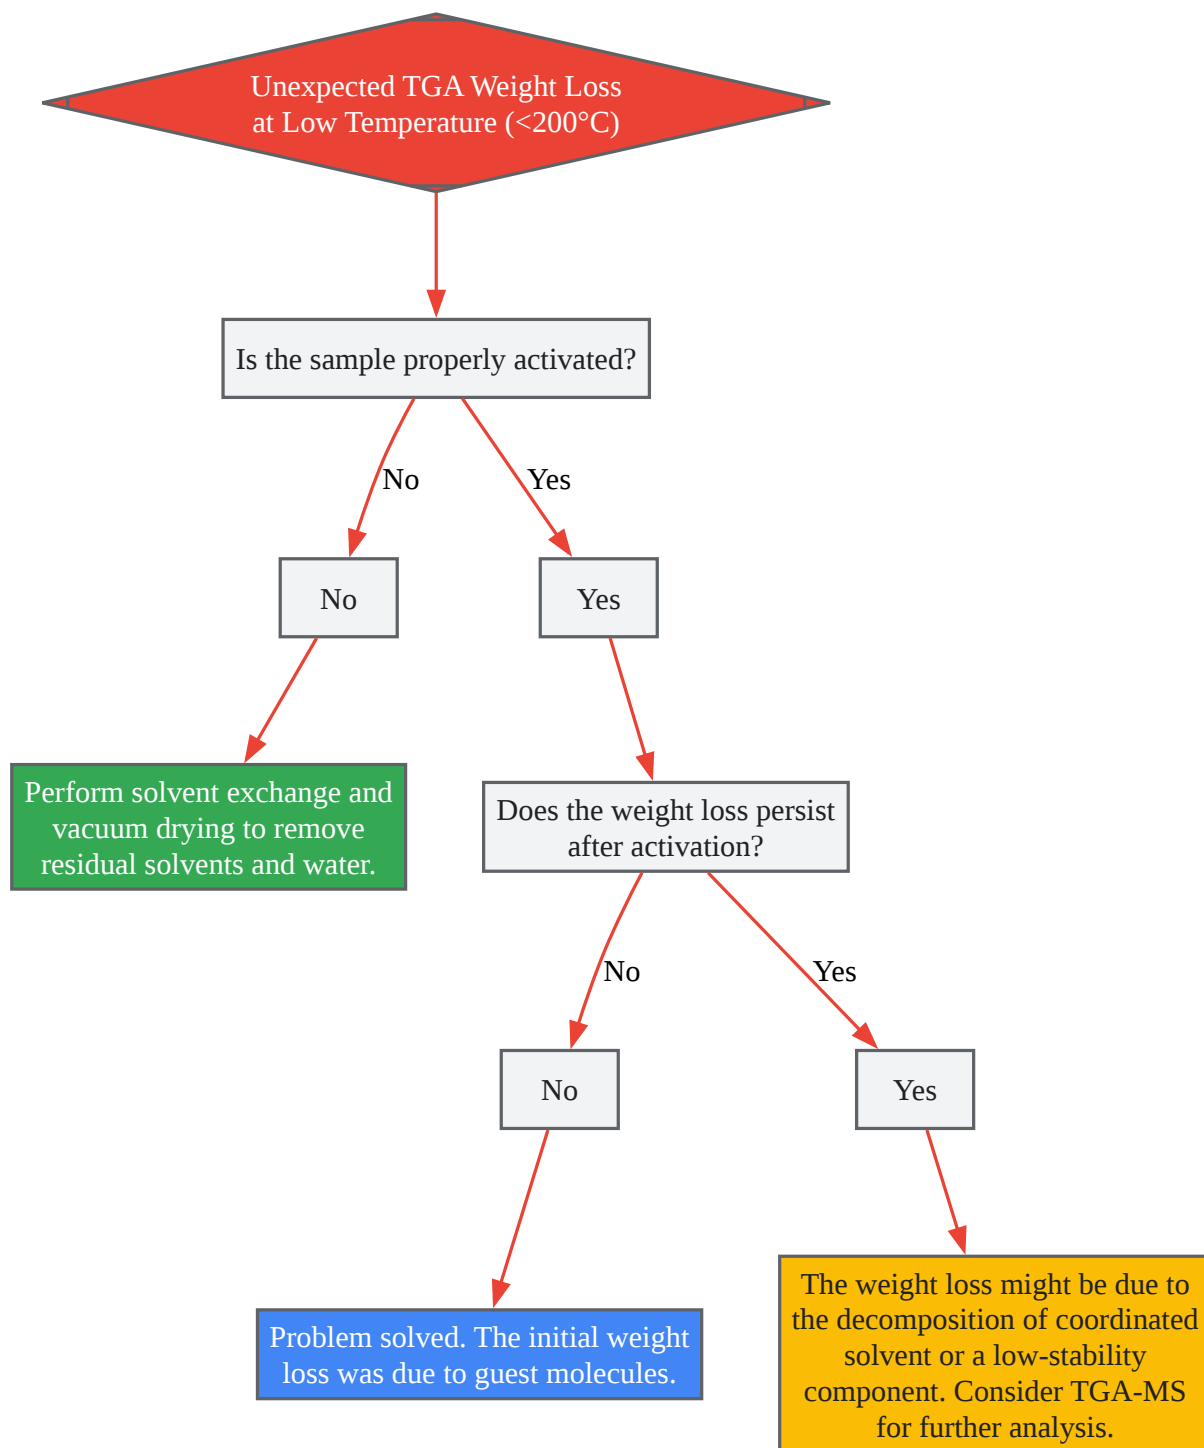 Unexpected TGA Weight Loss
at Low Temperature (<200°C)
Is the sample properly activated?
No
Yes
No
Yes
Perform solvent exchange and
vacuum drying to remove
residual solvents and water.
Does the weight loss persist
after activation?
No
Yes
No
Yes
Problem solved. The initial weight
loss was due to guest molecules.
The weight loss might be due to
the decomposition of coordinated
solvent or a low-stability
component. Consider TGA-MS
for further analysis.